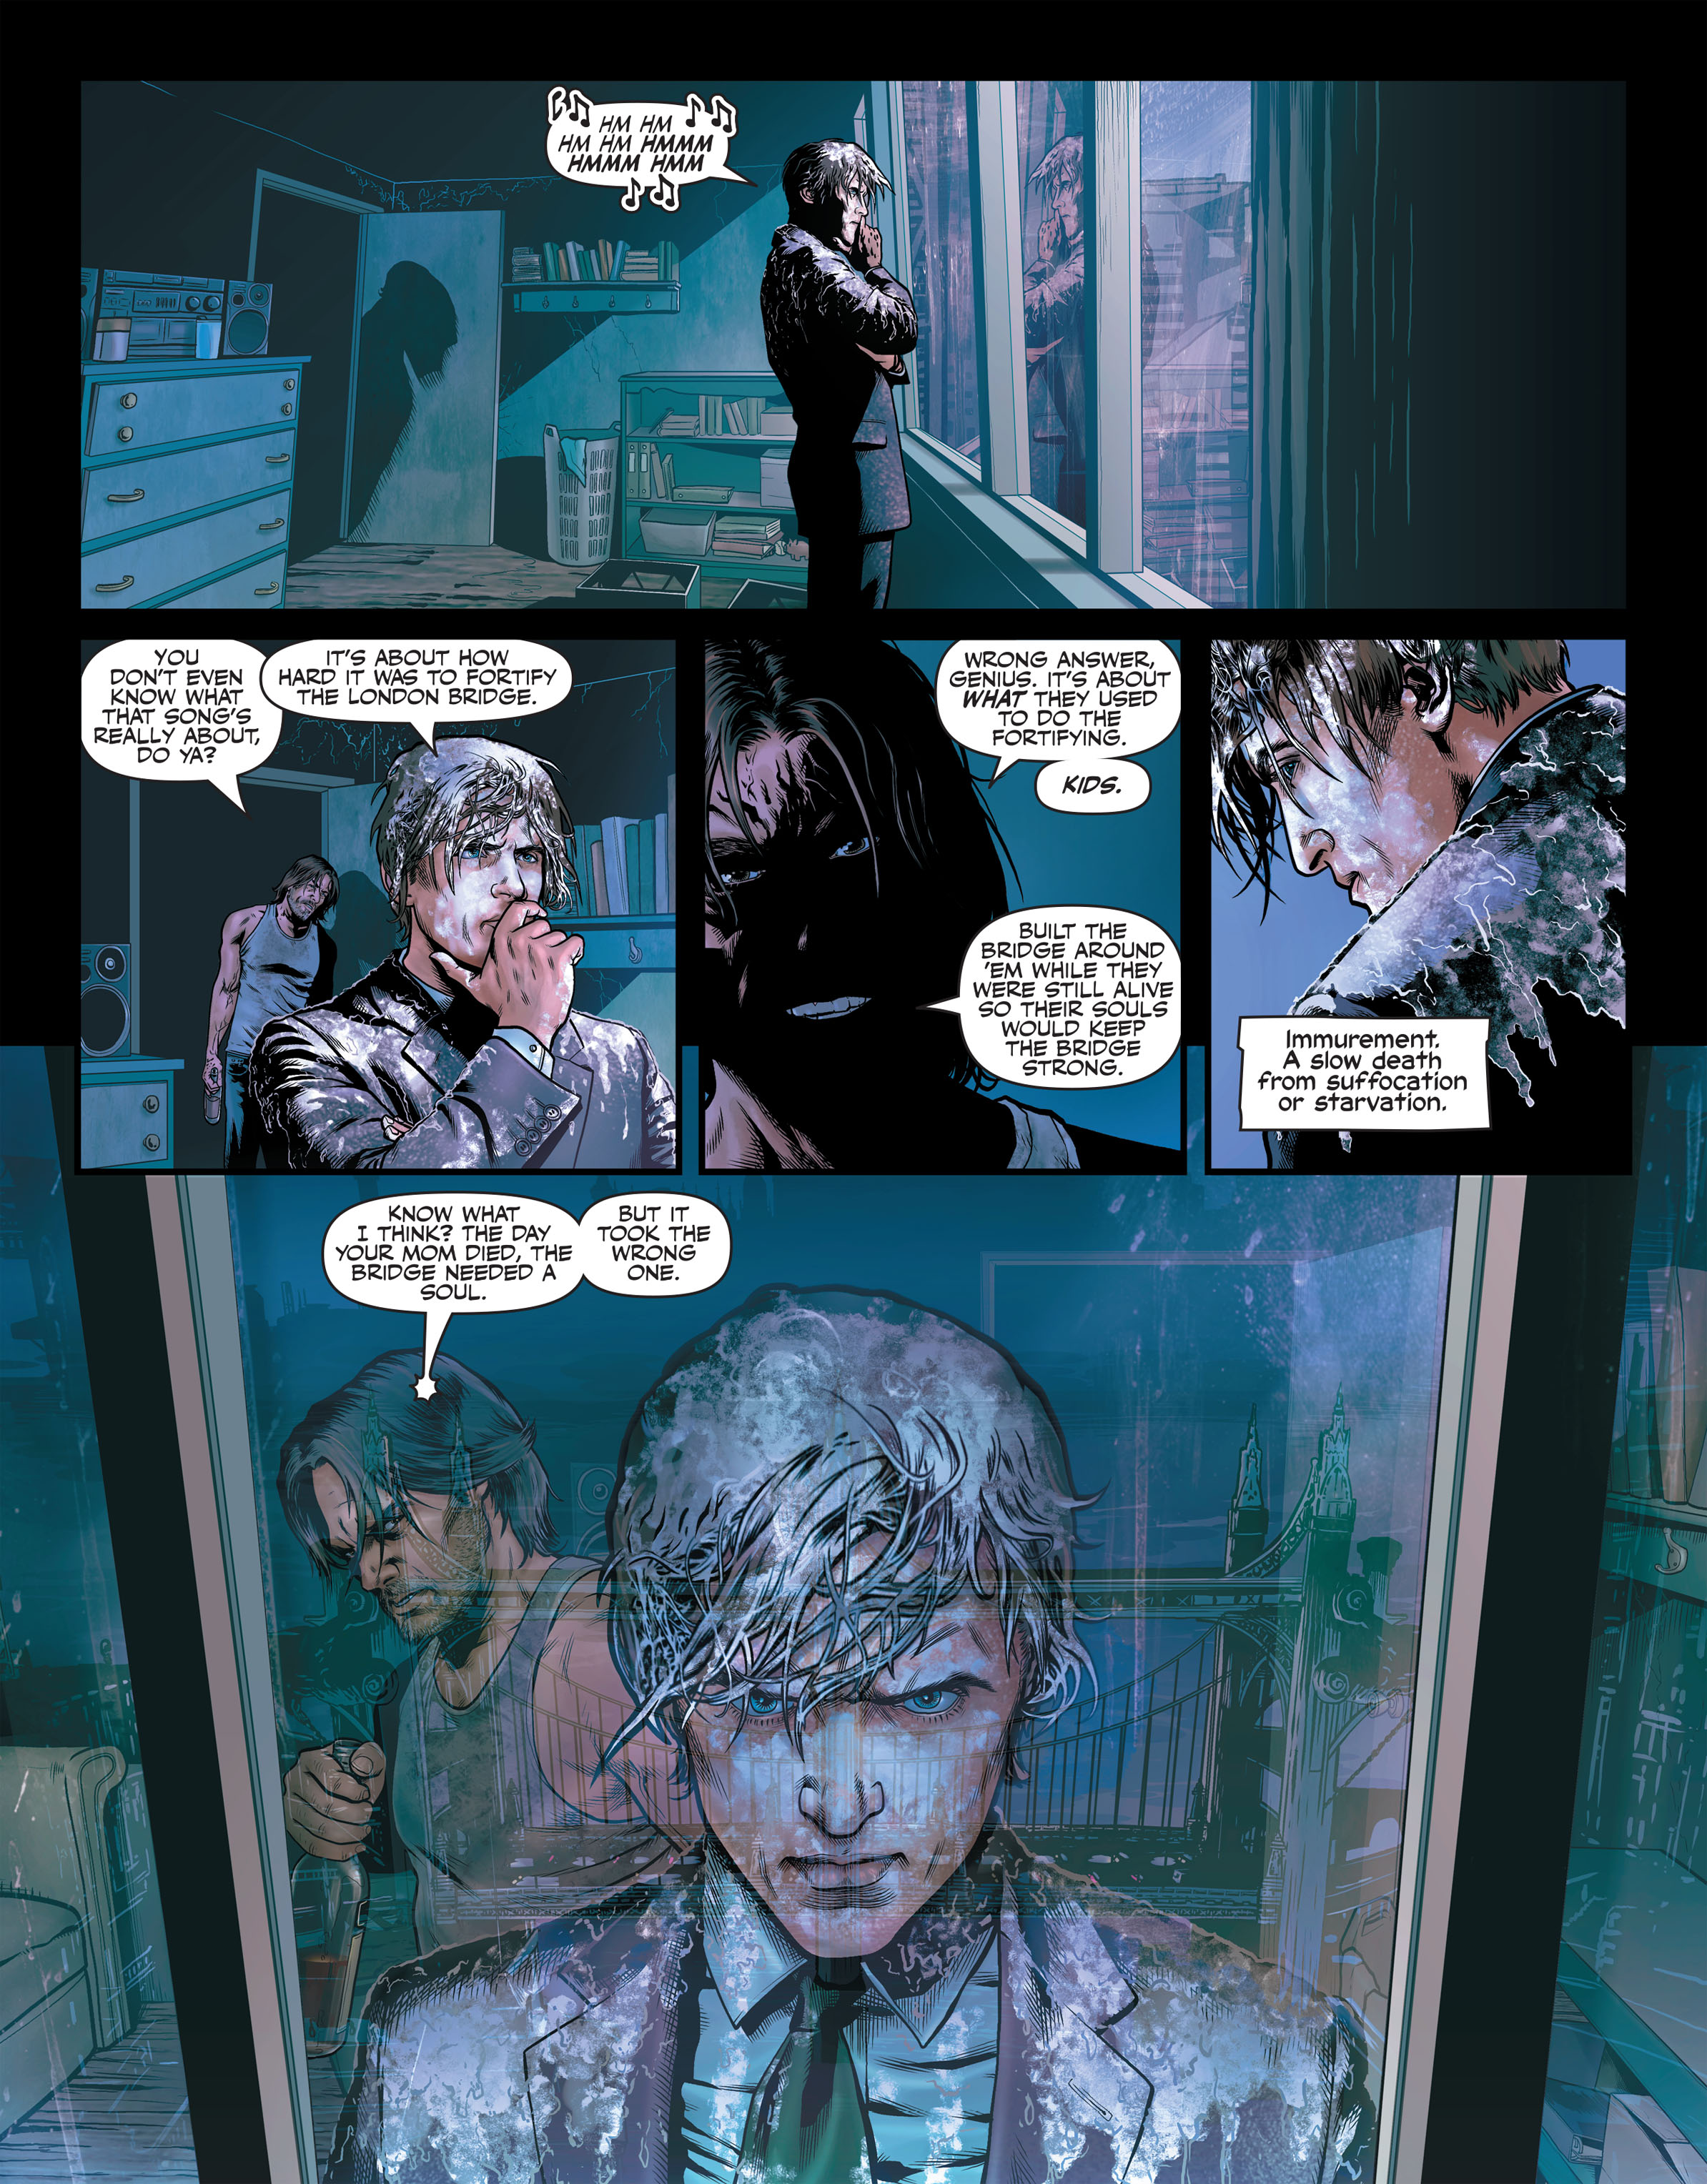 HM HM
HM HM HMMM
HMMM HMM
YOU
DON'T EVEN
KNOW WHAT
THAT SONG'S
REALLY ABOUT,
DO YA?
IT'S ABOUT HOW
HARD IT WAS TO FORTIFY
THE LONDON BRIDGE.
WRONG ANSWER,
GENIUS. IT'S ABOUT
WHAT THEY USED
TO DO THE
FORTIFYING.
KIDS.
BUILT THE
BRIDGE AROUND
'EM WHILE THEY
WERE STILL ALIVE
SO THEIR SOULS
WOULD KEEP
THE BRIDGE
STRONG.
Immurement.
A slow death
from suffocation
or starvation.
KNOW WHAT
I THINK? THE DAY
YOUR MOM DIED, THE
BRIDGE NEEDED A
SOUL.
BUT IT
TOOK THE
WRONG
ONE.